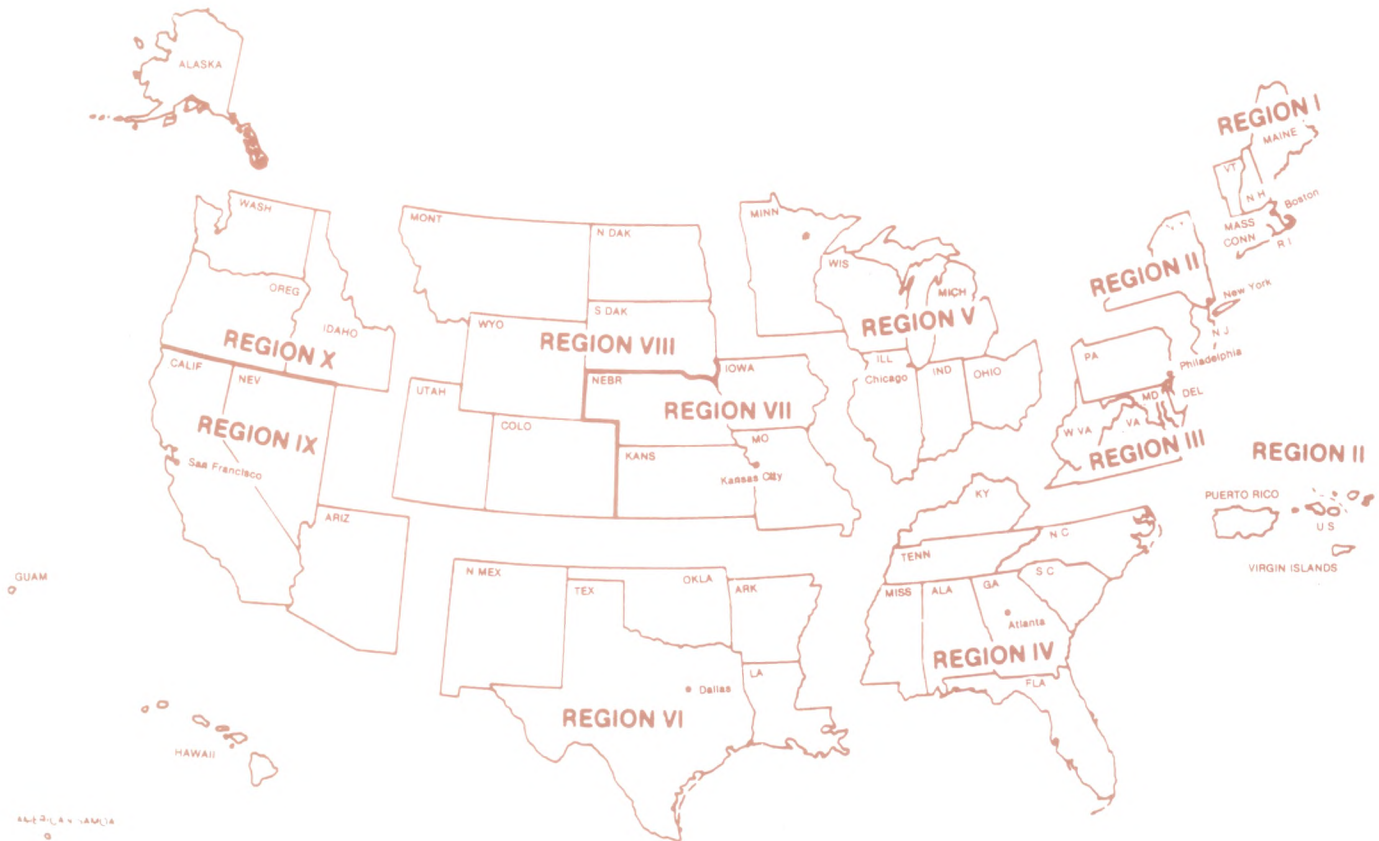 ALASKA
REGION I
MAINE
VT
N H
Boston
MASS
CONN
R I
WASH
MONT
N DAK
MINN
WIS
MICH
REGION II
New York
N J
OREG
IDAHO
REGION X
WYO
S DAK
REGION VIII
REGION V
PA
Philadelphia
CALIF
NEV
UTAH
NEBR
IOWA
ILL
Chicago
IND
OHIO
MD
DEL
REGION IX
COLO
REGION VII
W VA
VA
REGION III
San Francisco
KANS
MO
Kansas City
REGION II
KY
PUERTO RICO
U S
VIRGIN ISLANDS
ARIZ
N C
TENN
S C
GUAM
N MEX
TEX
OKLA
ARK
MISS
ALA
GA
Atlanta
REGION IV
FLA
LA
Dallas
REGION VI
HAWAII
AMERICAN SAMOA